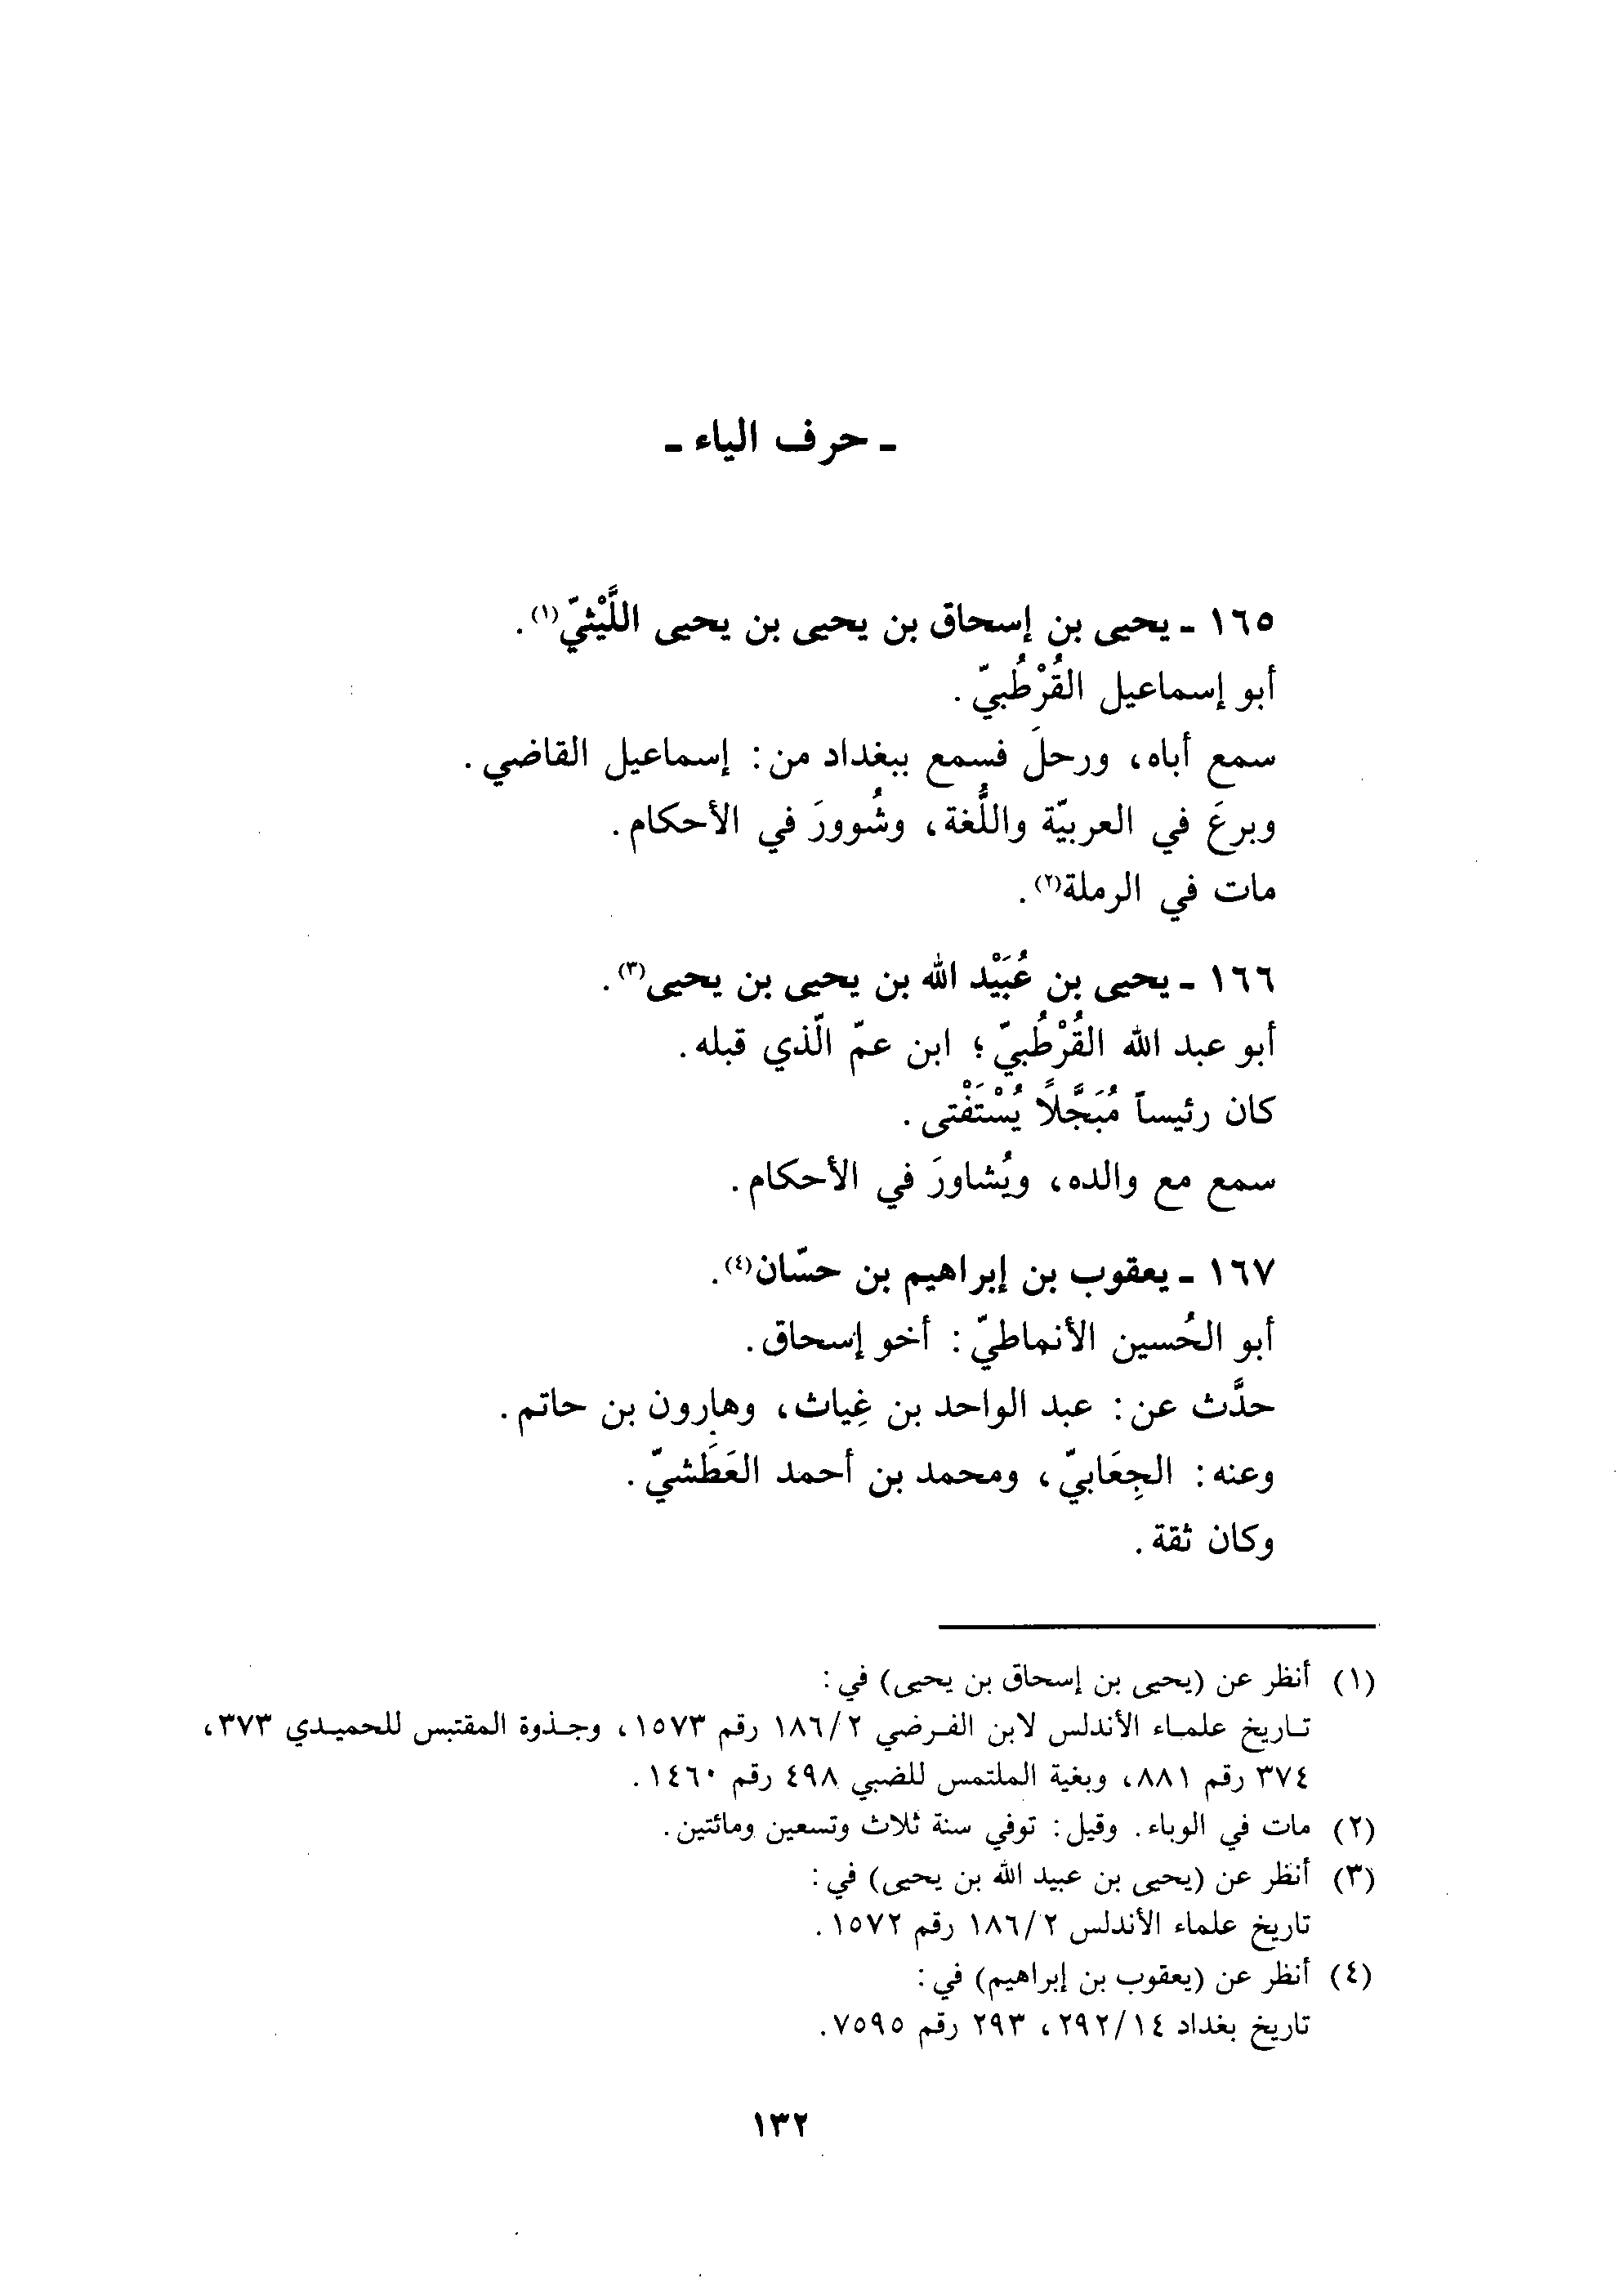 ـ حرف الياء ـ
١٦٥ ـ يحيى بن إسحاق بن يحيى بن يحيى اللَّيْثيّ(١).
أبو إسماعيل القُرْطُبيّ.
سمع أباه، ورحلَ فسمع ببغداد من: إسماعيل القاضي.
وبرعَ في العربيّة واللُّغة، وشُوورَ في الأحكام.
مات في الرملة(٢).
١٦٦ ـ يحيى بن عُبَيْد الله بن يحيى بن يحيى(٣).
أبو عبد الله القُرْطُبيّ؛ ابن عمّ الّذي قبله.
كان رئيساً مُبَجَّلاً يُسْتَفْتى.
سمع مع والده، ويُشاورَ في الأحكام.
١٦٧ ـ يعقوب بن إبراهيم بن حسّان(٤).
أبو الحُسين الأنماطيّ: أخو إسحاق.
حدَّث عن: عبد الواحد بن غِياث، وهارون بن حاتم.
وعنه: الجِعَابيّ، ومحمد بن أحمد العَطَشيّ.
وكان ثقة.
(١) أنظر عن (يحيى بن إسحاق بن يحيى) في:
تاريخ علماء الأندلس لابن الفرضي ١٨٦/٢ رقم ١٥٧٣، وجذوة المقتبس للحميدي ٣٧٣،
٣٧٤ رقم ٨٨١، وبغية الملتمس للضبي ٤٩٨ رقم ١٤٦٠.
(٢) مات في الوباء. وقيل: توفي سنة ثلاث وتسعين ومائتين.
(٣) أنظر عن (يحيى بن عبيد الله بن يحيى) في:
تاريخ علماء الأندلس ١٨٦/٢ رقم ١٥٧٢.
(٤) أنظر عن (يعقوب بن إبراهيم) في:
تاريخ بغداد ٢٩٢/١٤، ٢٩٣ رقم ٧٥٩٥.
١٣٢